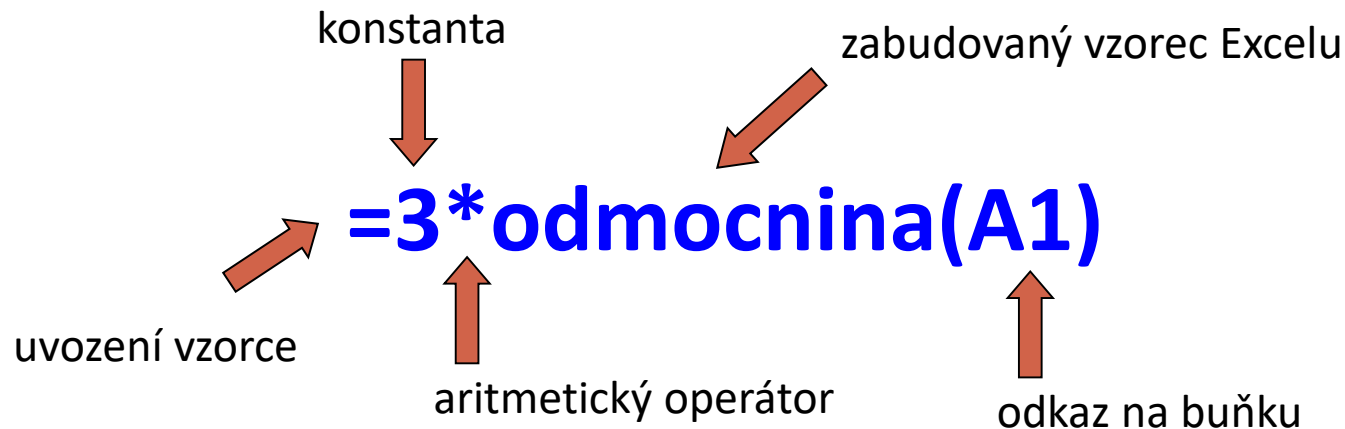 konstanta
zabudovaný vzorec Excelu
=3*odmocnina(A1)
uvození vzorce
aritmetický operátor
odkaz na buňku